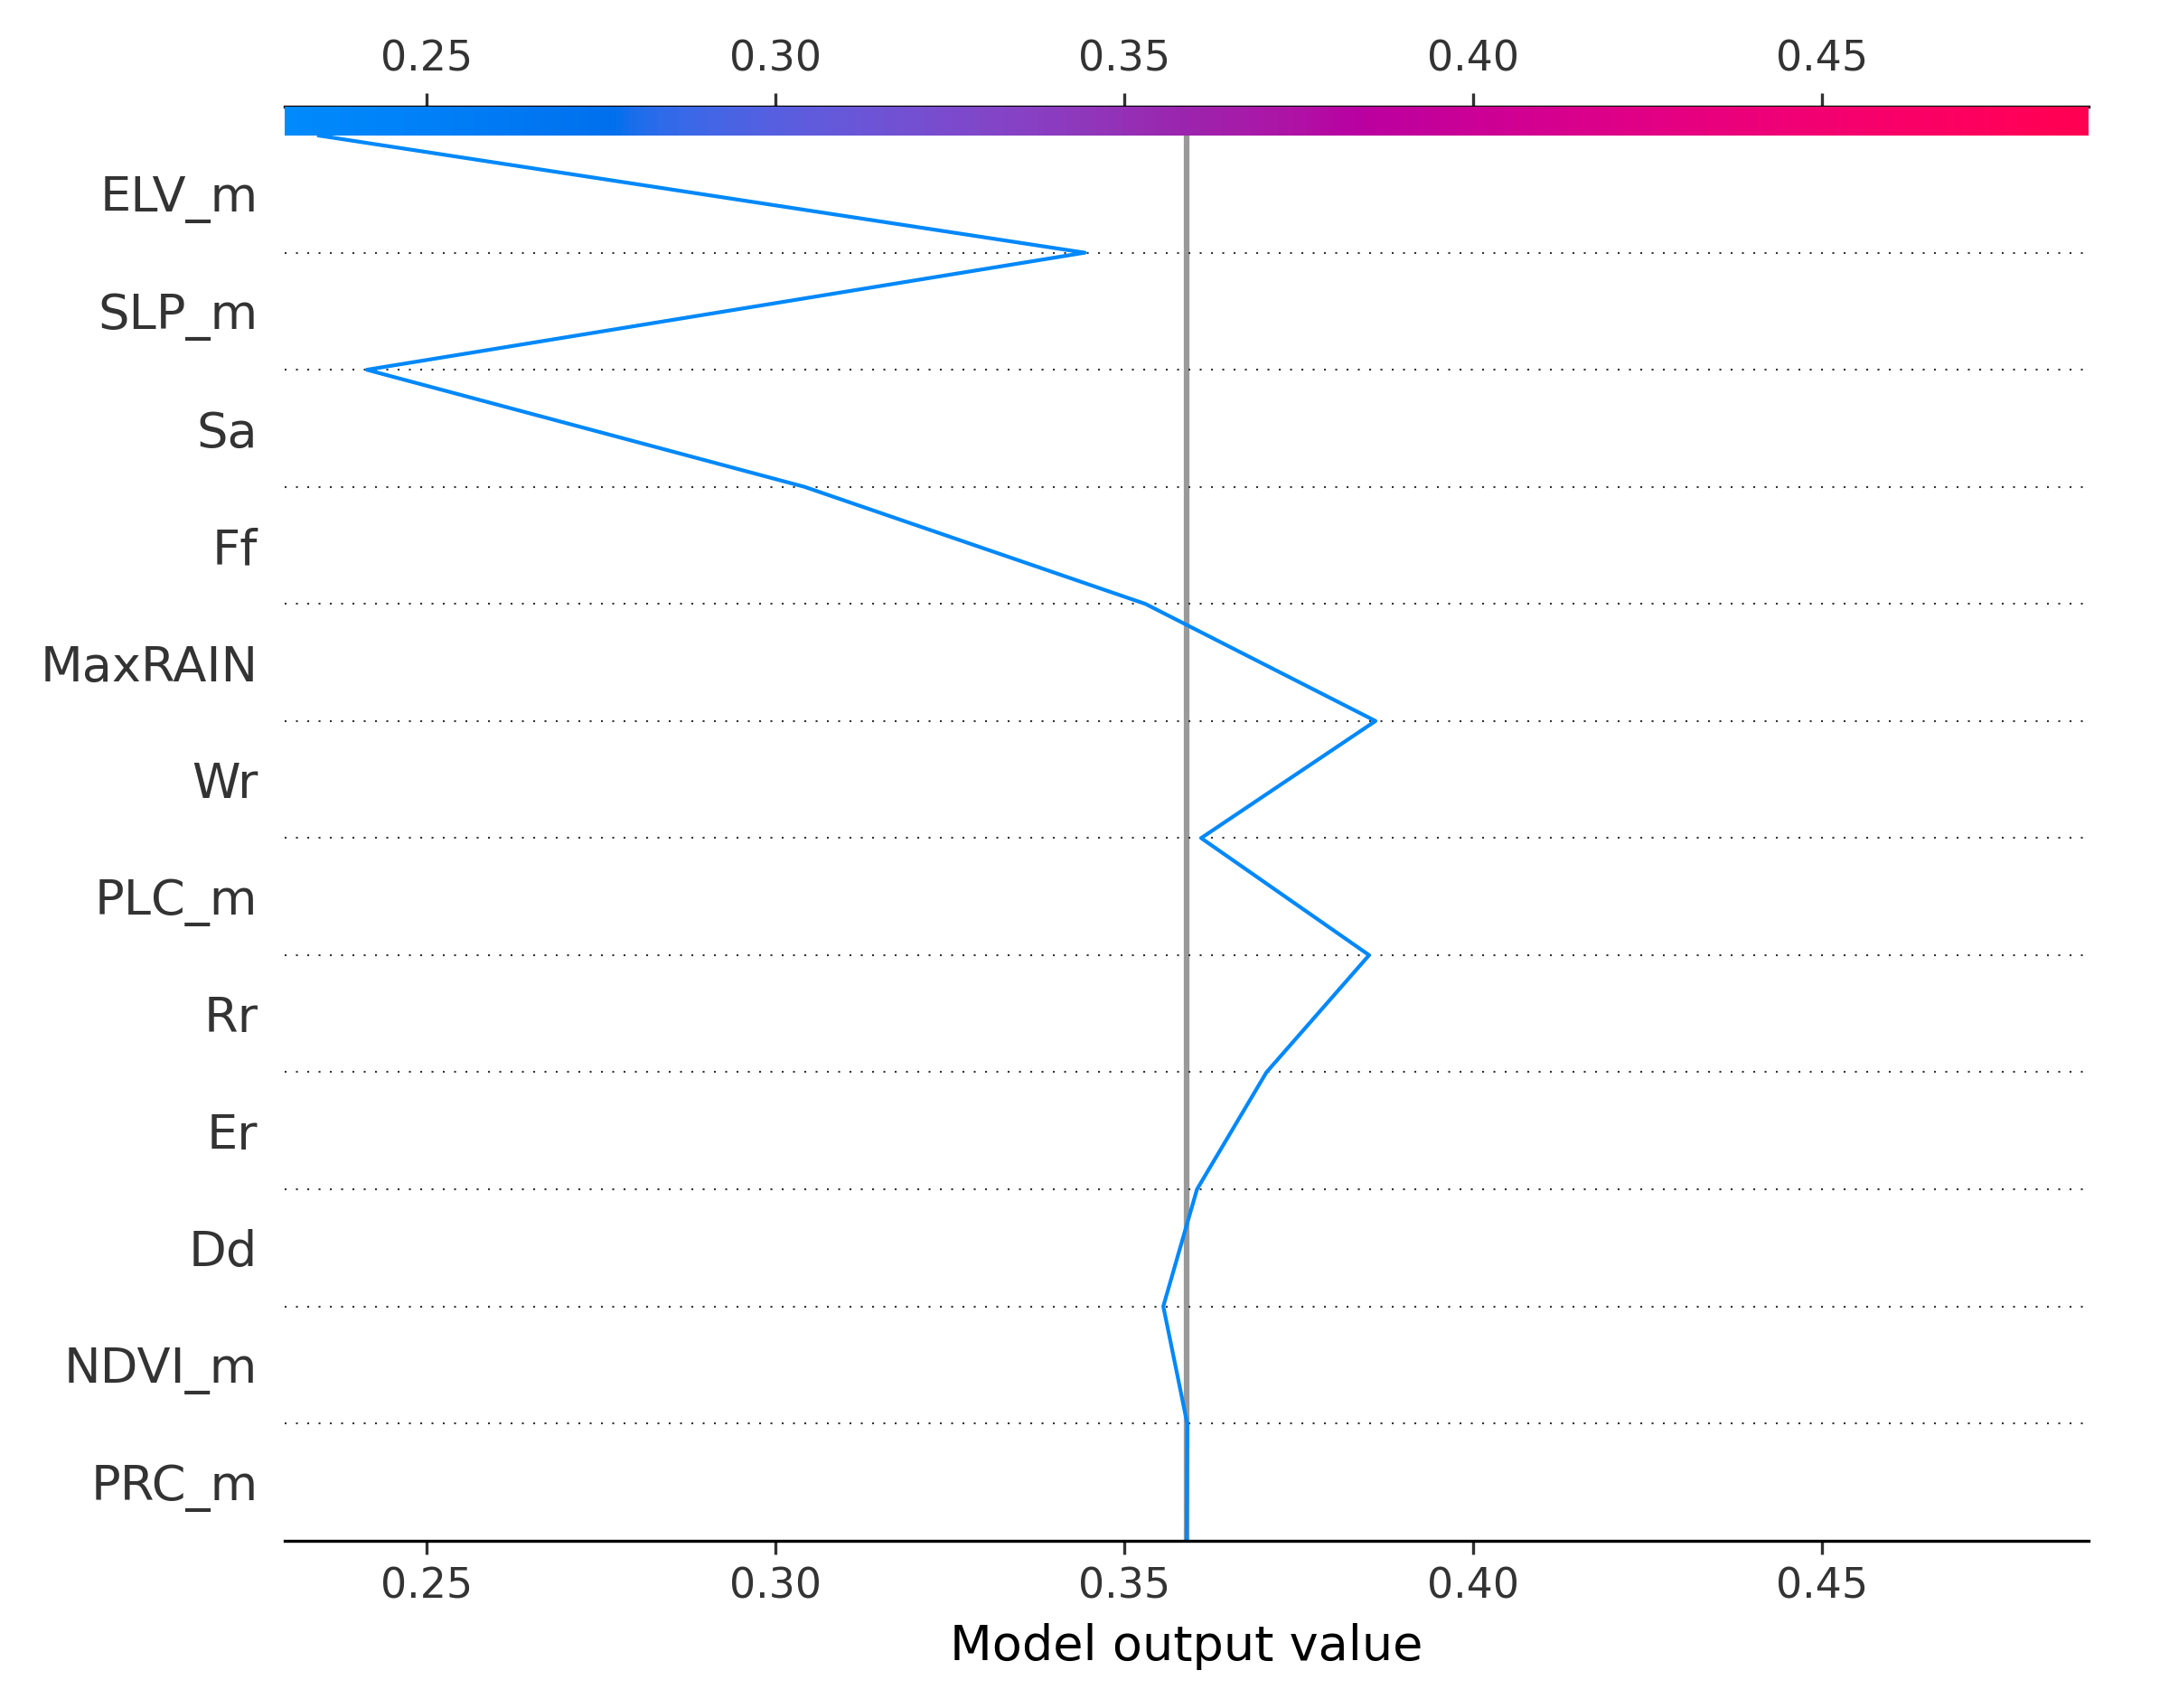 0.25 0.30 0.35 0.40 0.45
ELV_m
SLP_m
Sa
Ff
MaxRAIN
Wr
PLC_m
Rr
Er
Dd
NDVI_m
PRC_m
0.25 0.30 0.35 0.40 0.45
Model output value